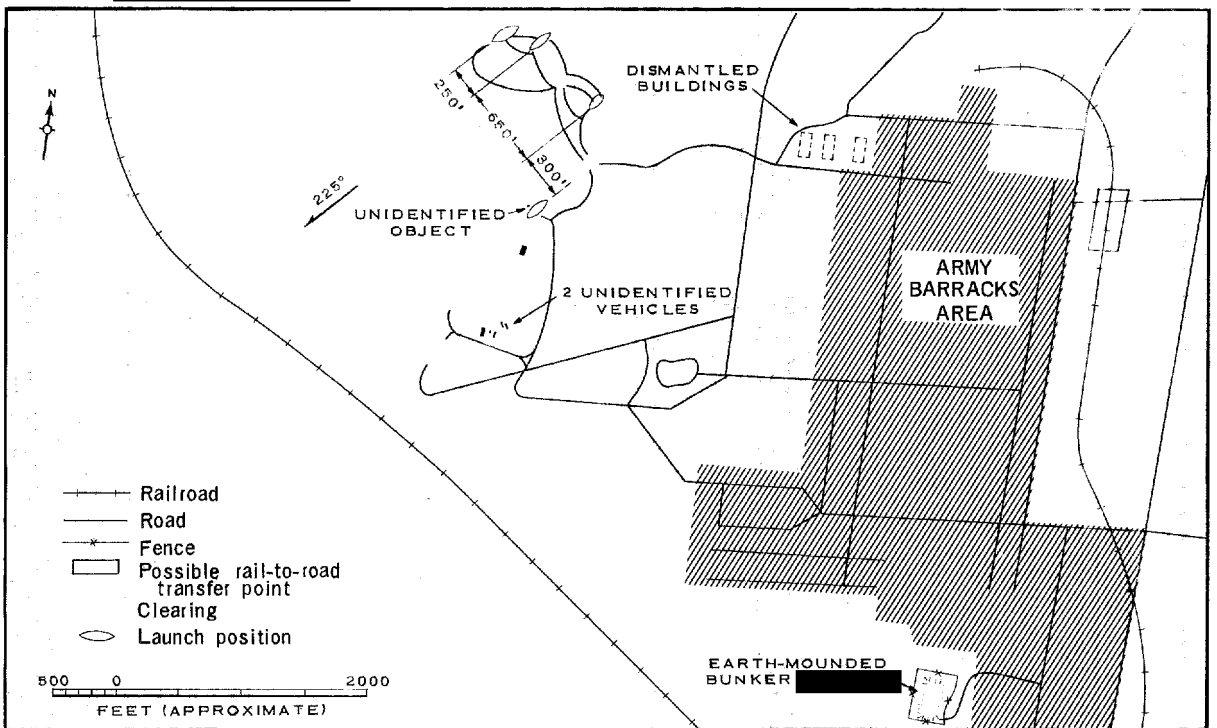 250'
650'
300'
DISMANTLED
BUILDINGS
N
225°
UNIDENTIFIED
OBJECT
2 UNIDENTIFIED
VEHICLES
ARMY
BARRACKS
AREA
Railroad
Road
Fence
Possible rail-to-road
transfer point
Clearing
Launch position
EARTH-MOUNDED
BUNKER
500 0 2000
FEET (APPROXIMATE)